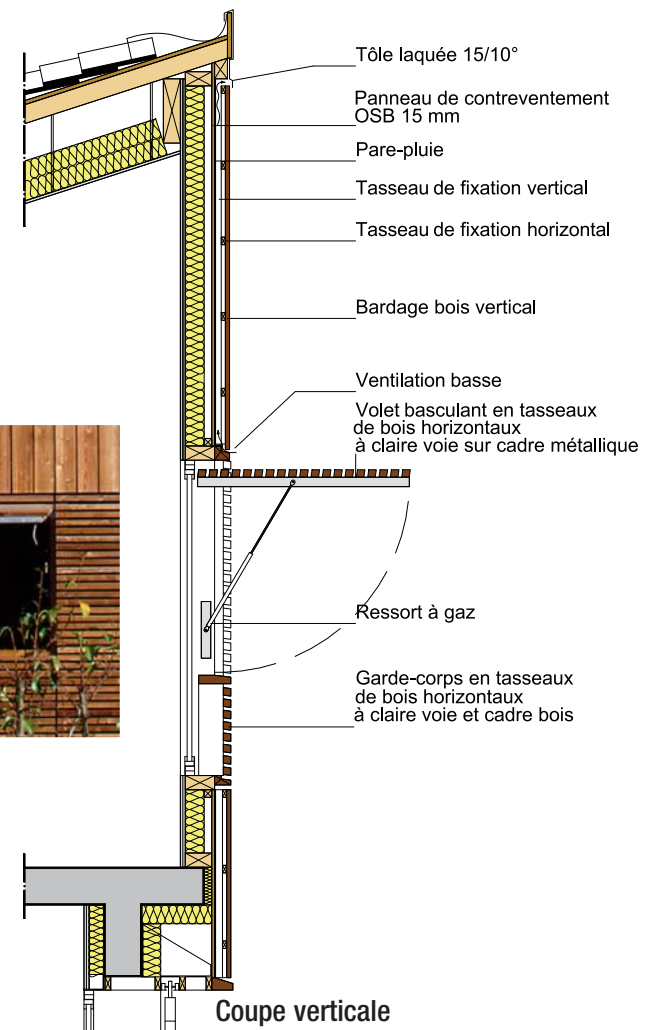 Tôle laquée 15/10°
Panneau de contreventement
OSB 15 mm
Pare-pluie
Tasseau de fixation vertical
Tasseau de fixation horizontal
Bardage bois vertical
Ventilation basse
Volet basculant en tasseaux
de bois horizontaux
à claire voie sur cadre métallique
Ressort à gaz
Garde-corps en tasseaux
de bois horizontaux
à claire voie et cadre bois
Coupe verticale